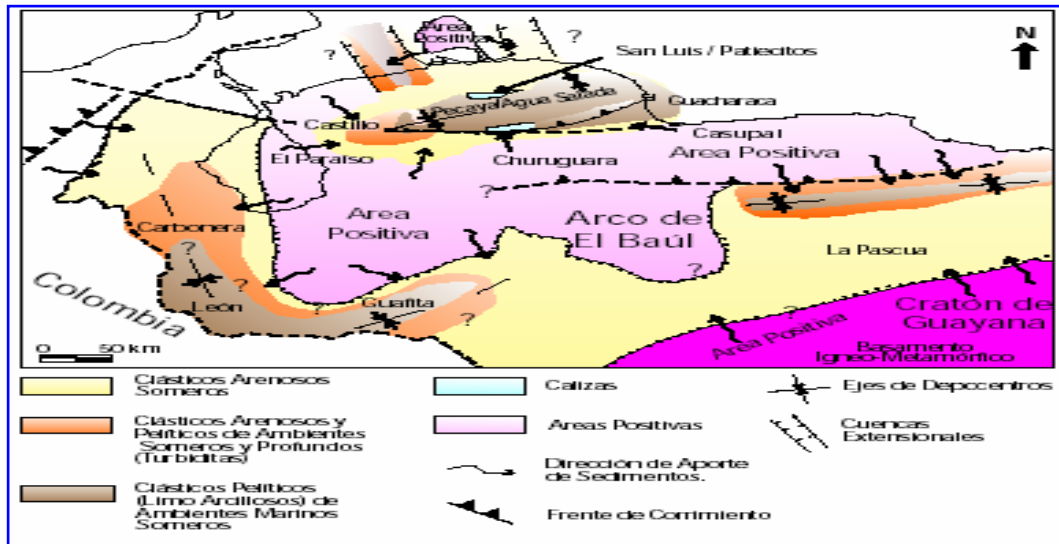 Area
Positiva
?
?
N
San Luis / Patiecitos
Pecaya/Agua Salada
Guacharaca
Castillo
Casupal
El Paraíso
Churuguara
Area Positiva
?
Area
Positiva
Arco de
El Baúl
Carbonera
?
La Pascua
?
?
León
?
Guafita
?
Colombia
?
Cratón de
Guayana
Area Positiva
Basamento
Igneo-Metamórfico
0 50 km
Clásticos Arenosos
Someros
Clásticos Arenosos y
Pelíticos de Ambientes
Someros y Profundos
(Turbiditas)
Clásticos Pelíticos
(Limo Arcillosos) de
Ambientes Marinos
Someros
Calizas
Areas Positivas
Dirección de Aporte
de Sedimentos.
Frente de Corrimiento
Ejes de Depocentros
Cuencas
Extensionales